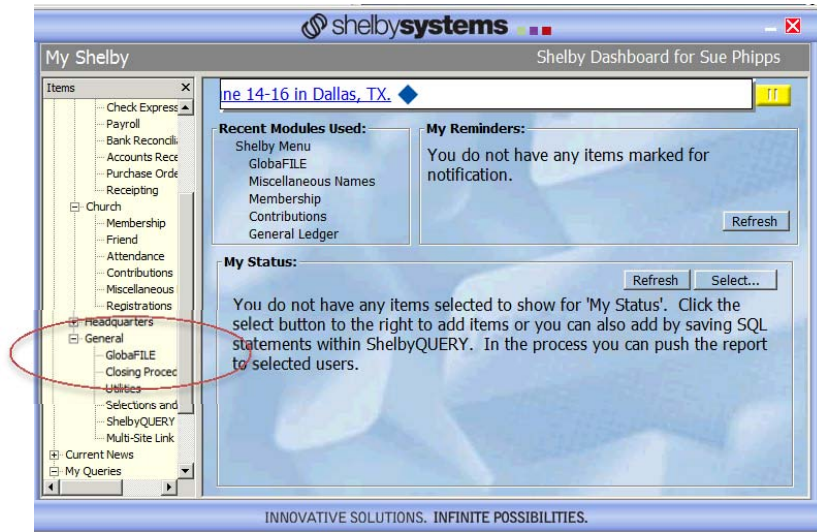 shelbysystems
My Shelby
Shelby Dashboard for Sue Phipps
Items
Check Express
Payroll
Bank Reconcili
Accounts Rece
Purchase Orde
Receipting
Church
Membership
Friend
Attendance
Contributions
Miscellaneous
Registrations
Headquarters
General
GlobaFILE
Closing Proced
Utilities
Selections and
ShelbyQUERY
Multi-Site Link
Current News
My Queries
ine 14-16 in Dallas, TX.
Recent Modules Used:
Shelby Menu
GlobaFILE
Miscellaneous Names
Membership
Contributions
General Ledger
My Reminders:
You do not have any items marked for
notification.
Refresh
My Status:
Refresh Select...
You do not have any items selected to show for 'My Status'. Click the
select button to the right to add items or you can also add by saving SQL
statements within ShelbyQUERY. In the process you can push the report
to selected users.
INNOVATIVE SOLUTIONS. INFINITE POSSIBILITIES.